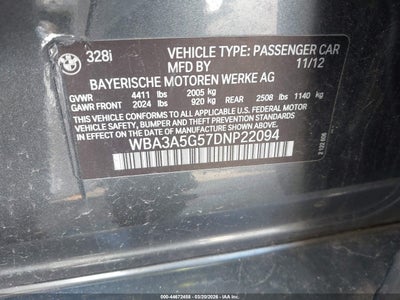 328i
VEHICLE TYPE: PASSENGER CAR
MFD BY 11/12
BAYERISCHE MOTOREN WERKE AG
GVWR 4411 lbs 2005 kg
GAWR FRONT 2024 lbs 920 kg REAR 2508 lbs 1140 kg
THIS VEHICLE CONFORMS TO ALL APPLICABLE U.S. FEDERAL MOTOR
VEHICLE SAFETY, BUMPER, AND THEFT PREVENTION STANDARDS IN
EFFECT ON THE DATE OF MANUFACTURE SHOWN ABOVE.
WBA3A5G57DNP22094